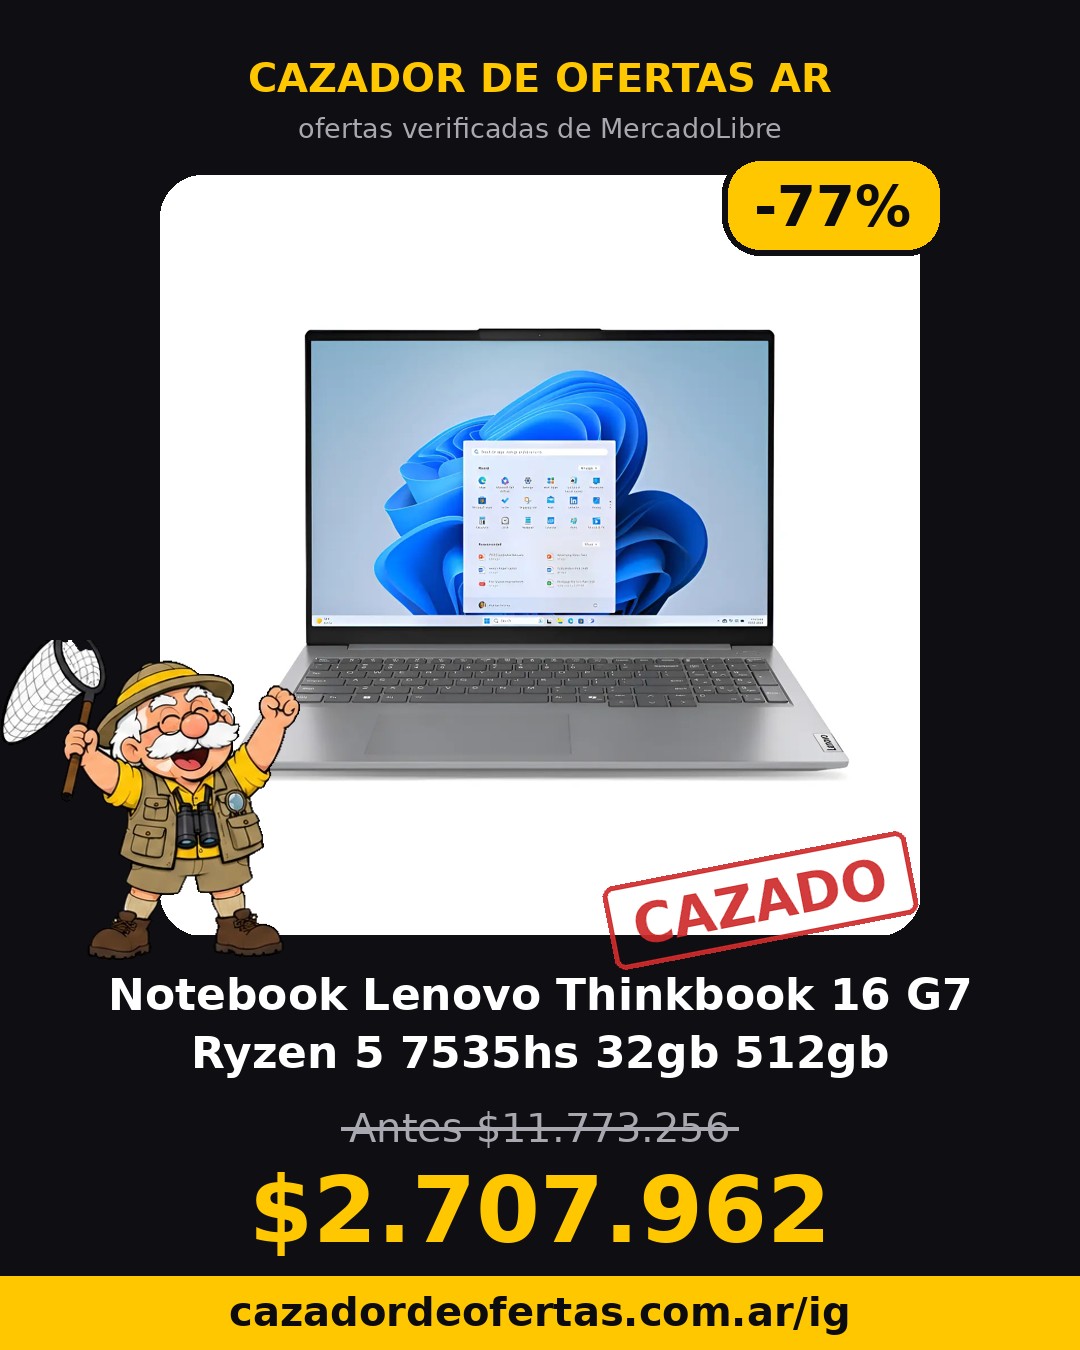 CAZADOR DE OFERTAS AR
ofertas verificadas de MercadoLibre
-77%
Lenovo
CAZADO
Notebook Lenovo Thinkbook 16 G7
Ryzen 5 7535hs 32gb 512gb
Antes $11.773.256
$2.707.962
cazadordeofertas.com.ar/ig